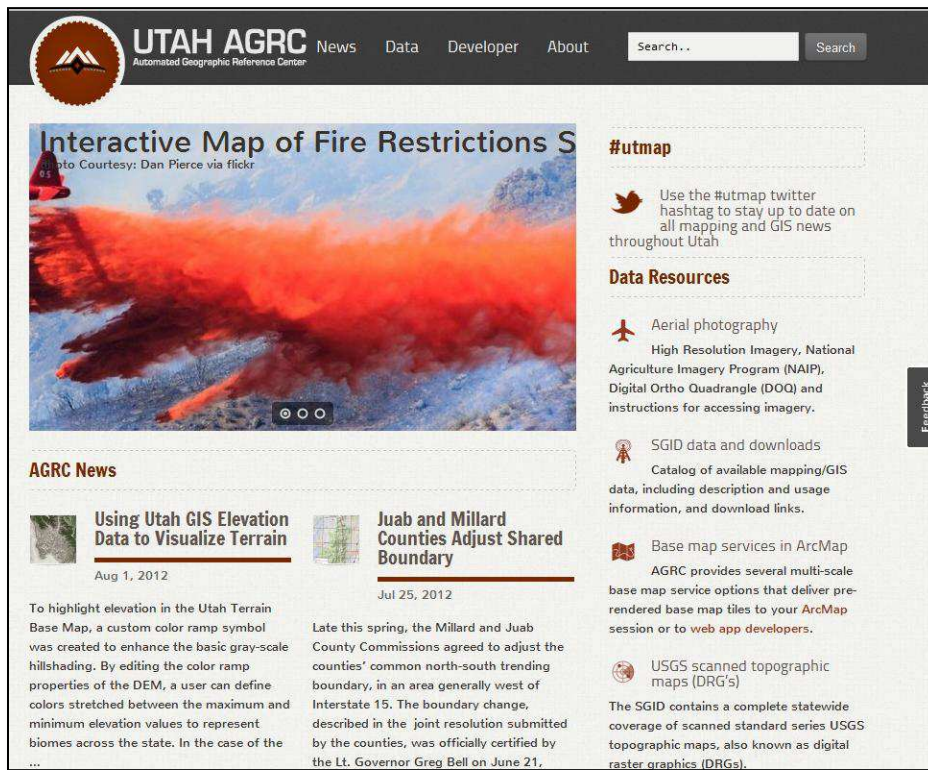 UTAH AGRC
Automated Geographic Reference Center
News Data Developer About
Search..
Search
Interactive Map of Fire Restrictions S
Photo Courtesy: Dan Pierce via flickr
AGRC News
Using Utah GIS Elevation
Data to Visualize Terrain
Aug 1, 2012
To highlight elevation in the Utah Terrain
Base Map, a custom color ramp symbol
was created to enhance the basic gray-scale
hillshading. By editing the color ramp
properties of the DEM, a user can define
colors stretched between the maximum and
minimum elevation values to represent
biomes across the state. In the case of the
...
Juab and Millard
Counties Adjust Shared
Boundary
Jul 25, 2012
Late this spring, the Millard and Juab
County Commissions agreed to adjust the
counties' common north-south trending
boundary, in an area generally west of
Interstate 15. The boundary change,
described in the joint resolution submitted
by the counties, was officially certified by
the Lt. Governor Greg Bell on June 21,
#utmap
Use the #utmap twitter
hashtag to stay up to date on
all mapping and GIS news
throughout Utah
Data Resources
Aerial photography
High Resolution Imagery, National
Agriculture Imagery Program (NAIP),
Digital Ortho Quadrangle (DOQ) and
instructions for accessing imagery.
SGID data and downloads
Catalog of available mapping/GIS
data, including description and usage
information, and download links.
Base map services in ArcMap
AGRC provides several multi-scale
base map service options that deliver pre-
rendered base map tiles to your ArcMap
session or to web app developers.
USGS scanned topographic
maps (DRG's)
The SGID contains a complete statewide
coverage of scanned standard series USGS
topographic maps, also known as digital
raster graphics (DRGs).
Feedback